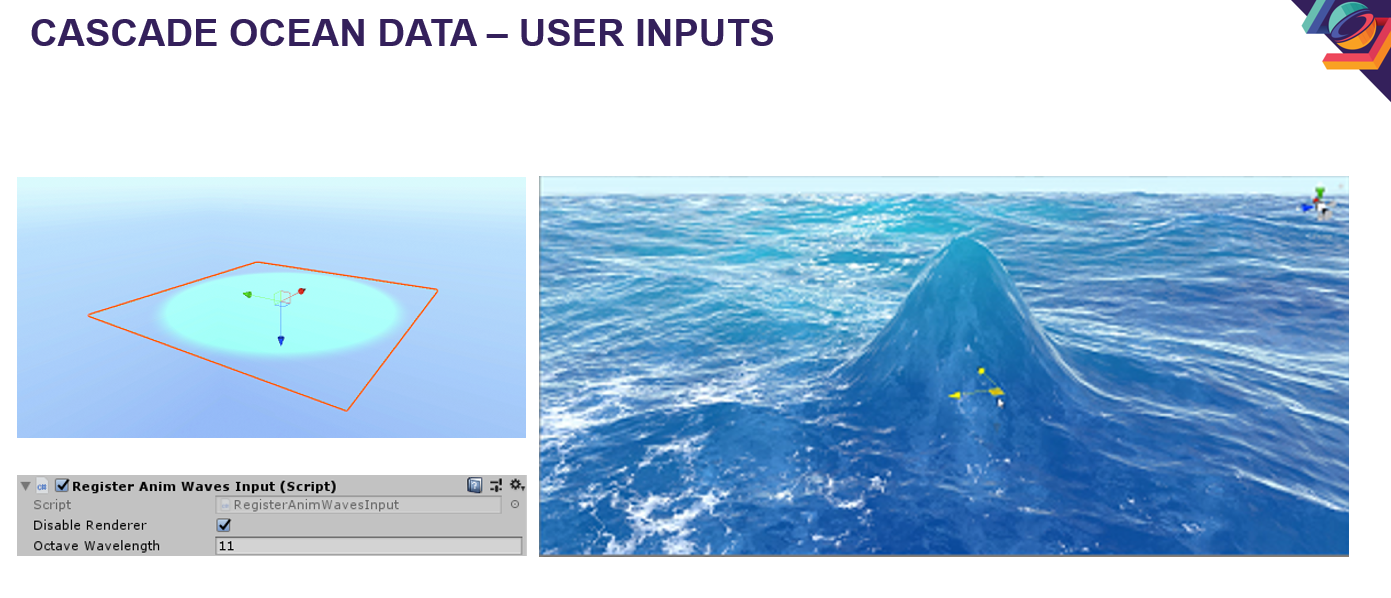 CASCADE OCEAN DATA – USER INPUTS
Register Anim Waves Input (Script)
Script RegisterAnimWavesInput
Disable Renderer
Octave Wavelength 11